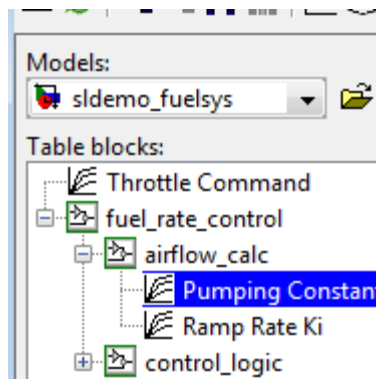 Models:
sldemo_fuelsys
Table blocks:
Throttle Command
fuel_rate_control
airflow_calc
Pumping Constant
Ramp Rate Ki
control_logic